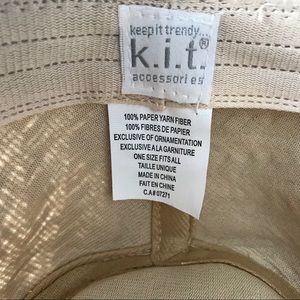 keep it trendy...
k.i.t.®
accessories
100% PAPER YARN FIBER
100% FIBRES DE PAPIER
EXCLUSIVE OF ORNAMENTATION
EXCLUSIVE A LA GARNITURE
ONE SIZE FITS ALL
TAILLE UNIQUE
MADE IN CHINA
FAIT EN CHINE
C.A# 07271